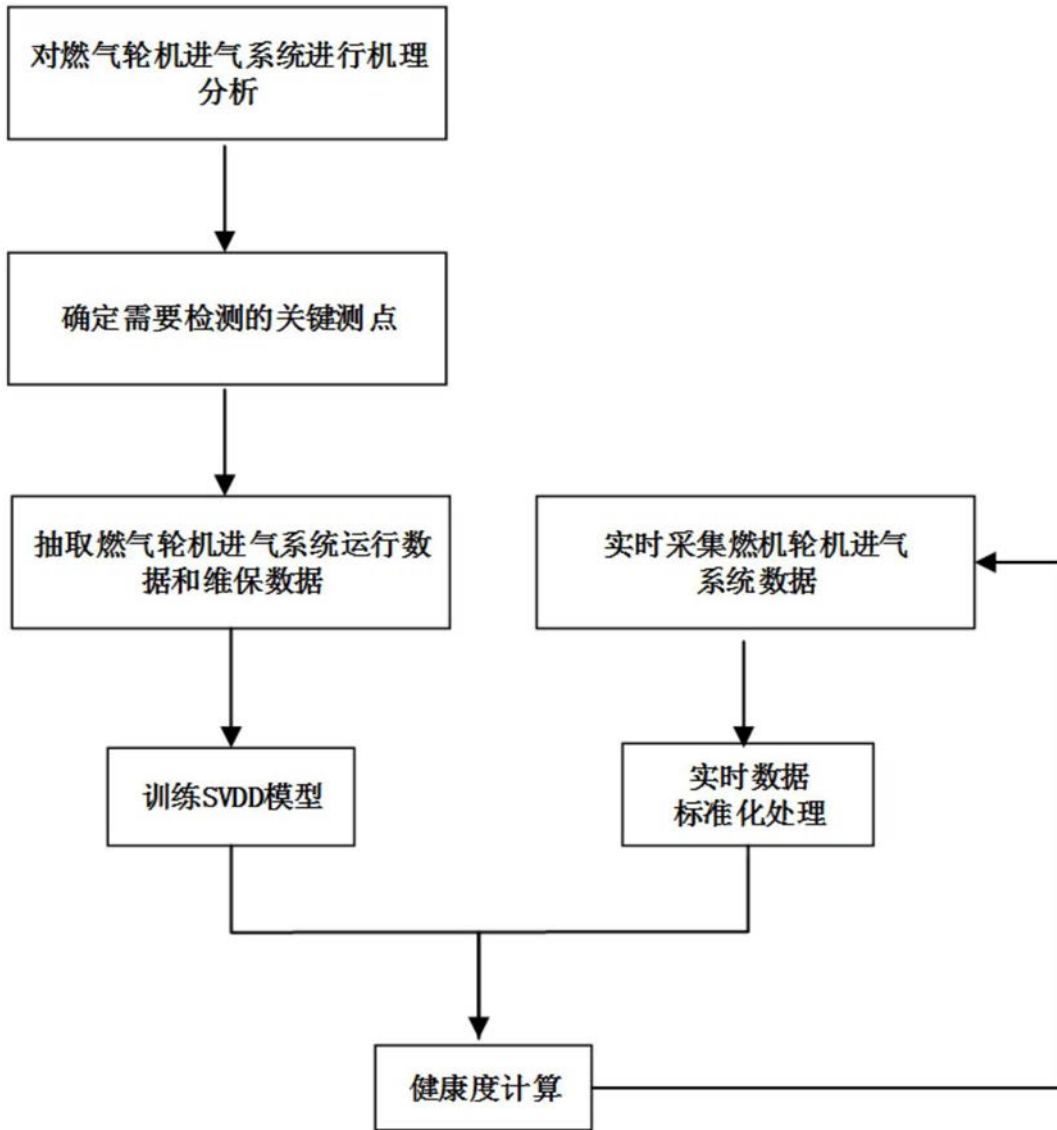 对燃气轮机进气系统进行机理
分析
确定需要检测的关键测点
抽取燃气轮机进气系统运行数
据和维保数据
实时采集燃机轮机进气
系统数据
训练SVDD模型
实时数据
标准化处理
健康度计算